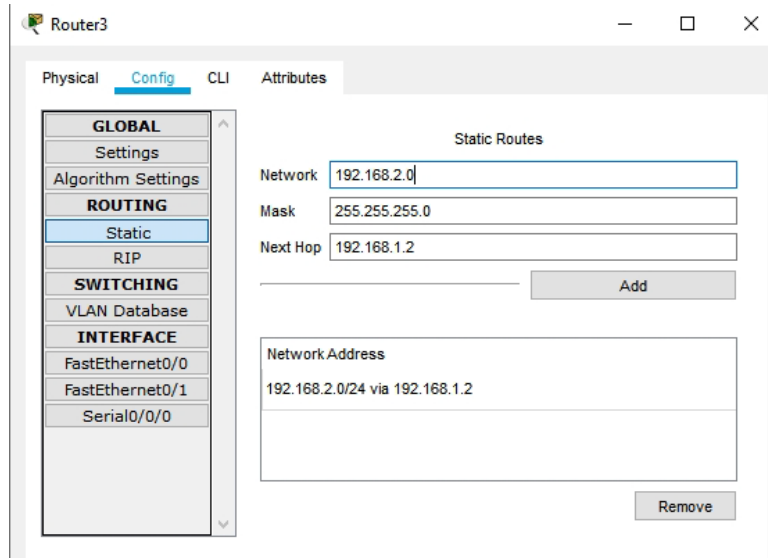 Router3
Physical Config CLI Attributes
GLOBAL
Settings
Algorithm Settings
ROUTING
Static
RIP
SWITCHING
VLAN Database
INTERFACE
FastEthernet0/0
FastEthernet0/1
Serial0/0/0
Static Routes
Network 192.168.2.0
Mask 255.255.255.0
Next Hop 192.168.1.2
Add
Network Address
192.168.2.0/24 via 192.168.1.2
Remove